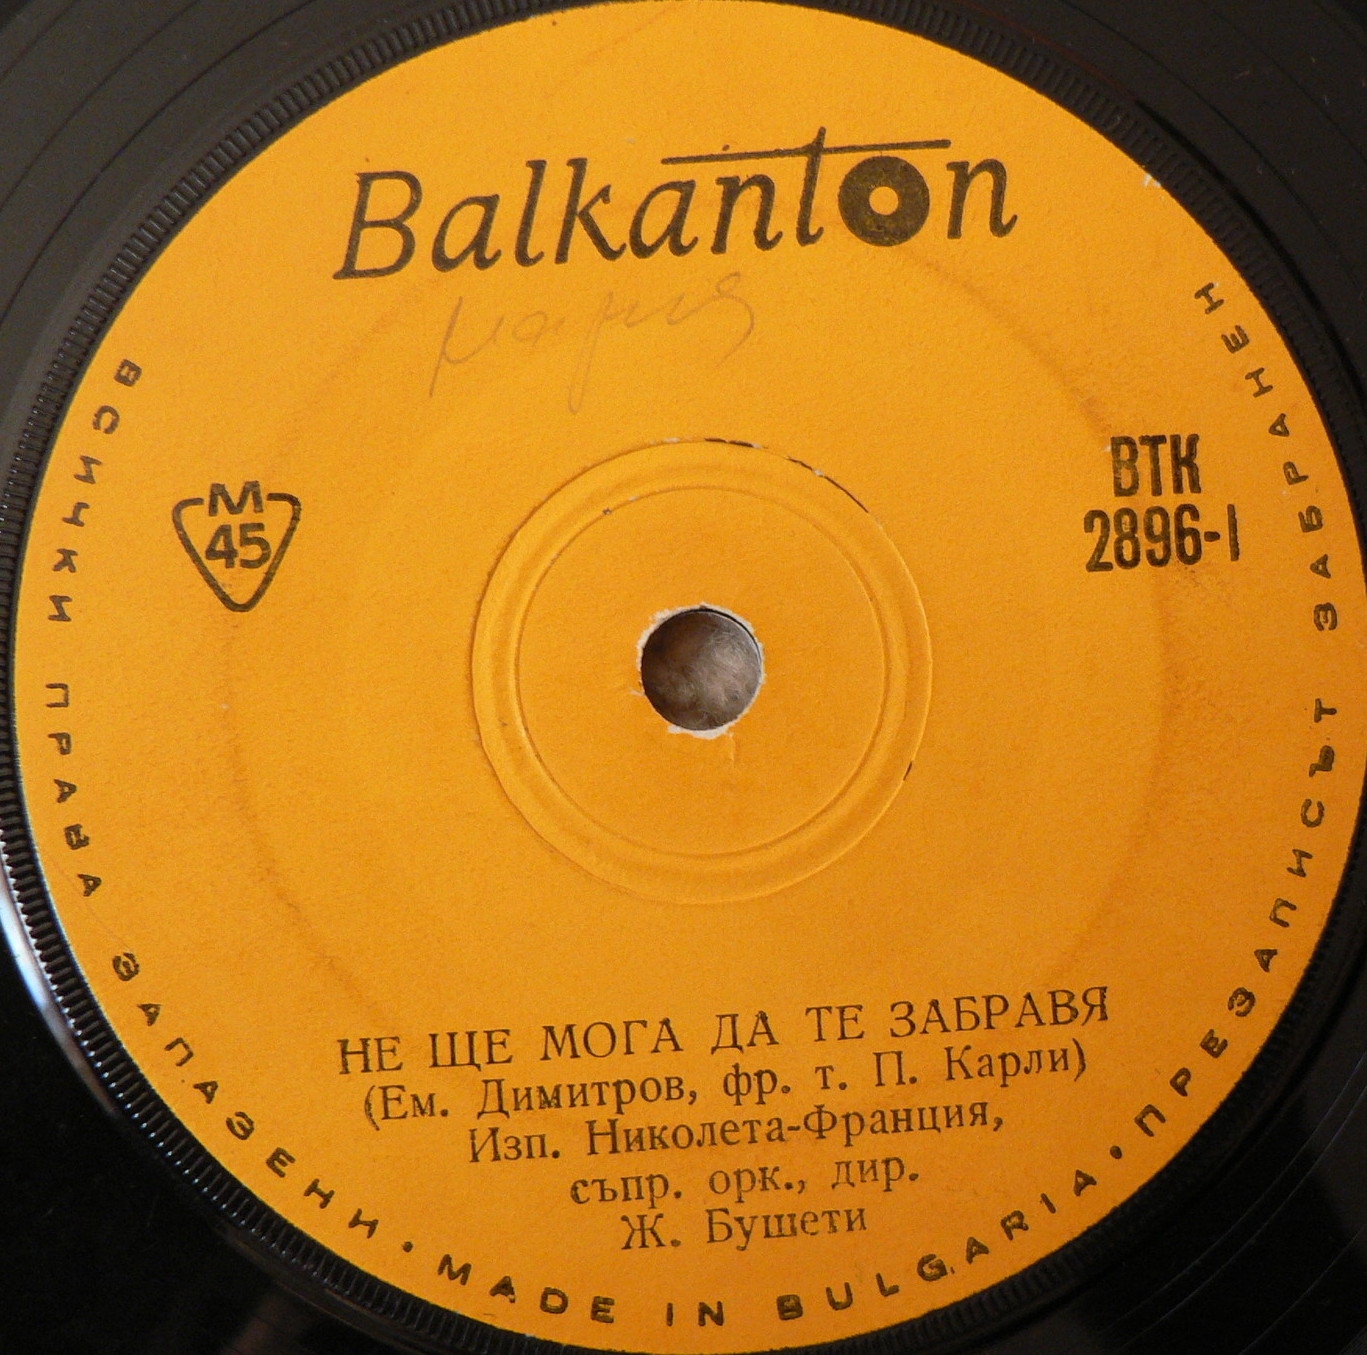 Balkanton
мария
М
45
ВТК
2896-1
НЕ ЩЕ МОГА ДА ТЕ ЗАБРАВЯ
(Ем. Димитров, фр. т. П. Карли)
Изп. Николета-Франция,
съпр. орк., дир.
Ж. Бушети
ВСИЧКИ ПРАВА ЗАПАЗЕНИ · MADE IN BULGARIA · ПРЕЗАПИСЪТ ЗАБРАНЕН